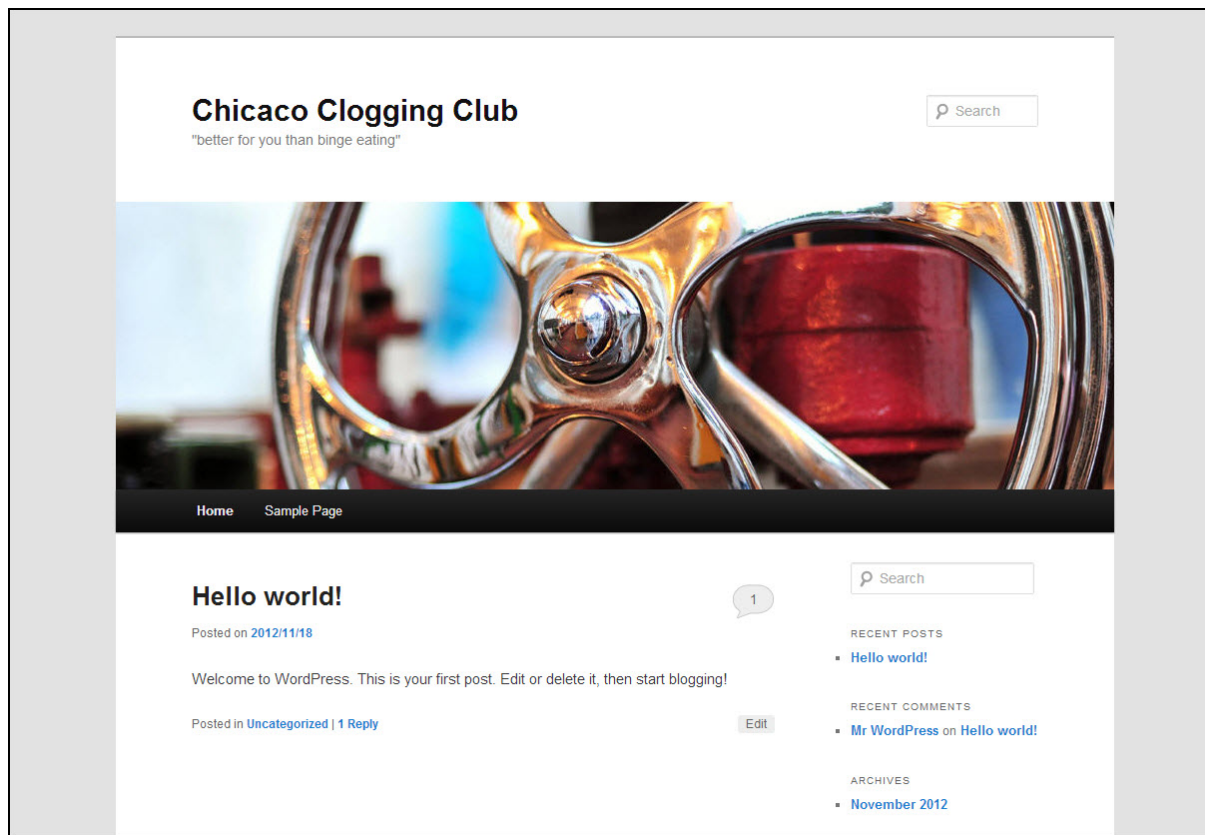 Chicaco Clogging Club
"better for you than binge eating"
Search
Home Sample Page
Hello world!
1
Posted on 2012/11/18
Welcome to WordPress. This is your first post. Edit or delete it, then start blogging!
Posted in Uncategorized | 1 Reply
Edit
Search
RECENT POSTS
Hello world!
RECENT COMMENTS
Mr WordPress on Hello world!
ARCHIVES
November 2012